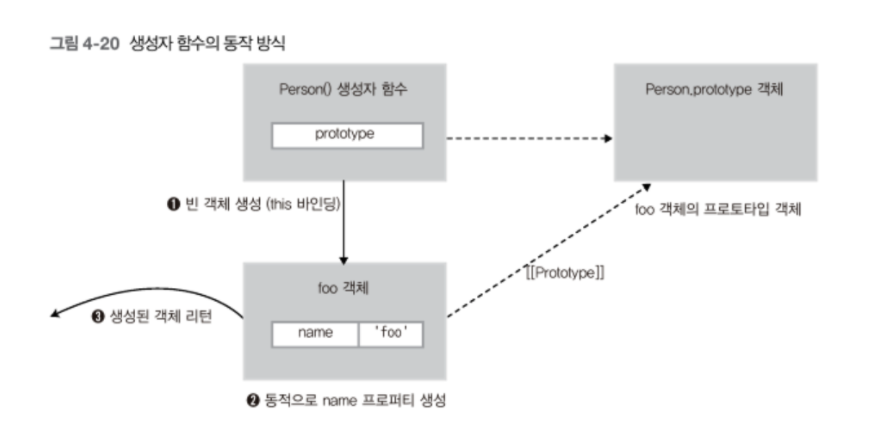 그림 4-20 생성자 함수의 동작 방식
Person() 생성자 함수
prototype
Person.prototype 객체
❶ 빈 객체 생성 (this 바인딩)
foo 객체의 프로토타입 객체
[[Prototype]]
foo 객체
name 'foo'
❸ 생성된 객체 리턴
❷ 동적으로 name 프로퍼티 생성